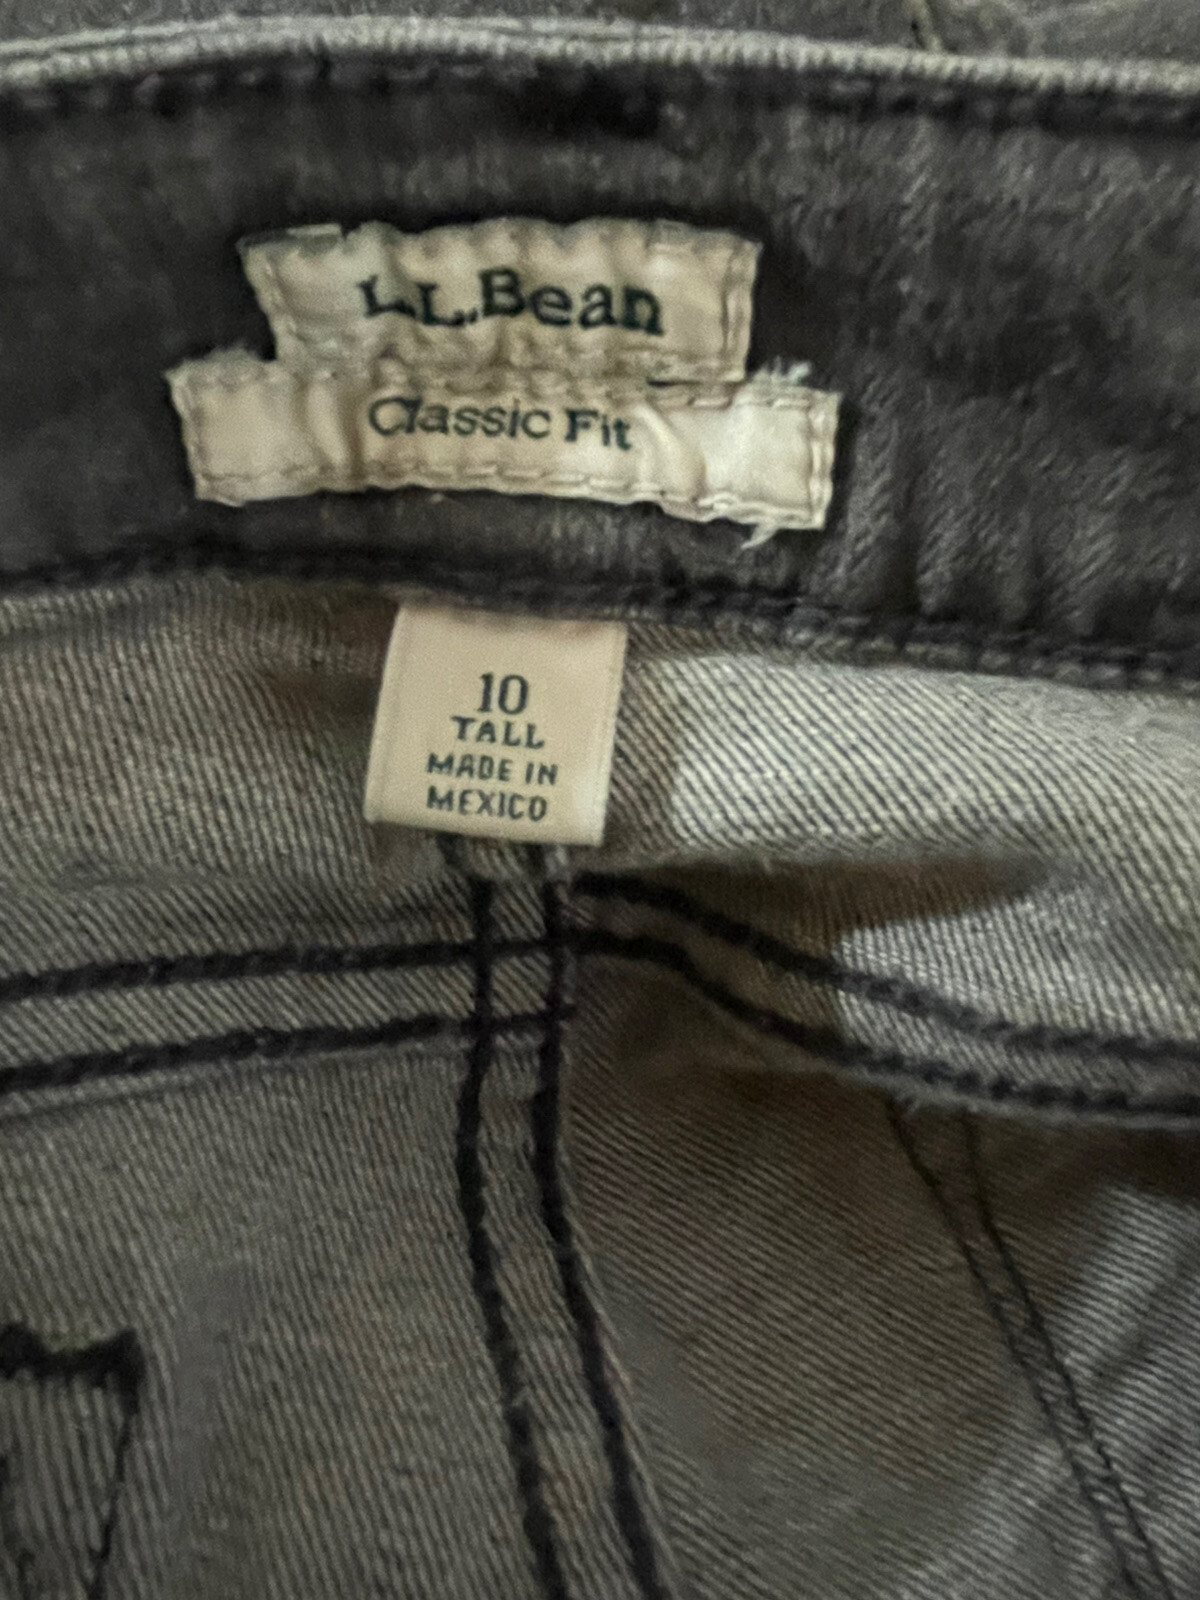 L.L.Bean
Classic Fit
10
TALL
MADE IN
MEXICO